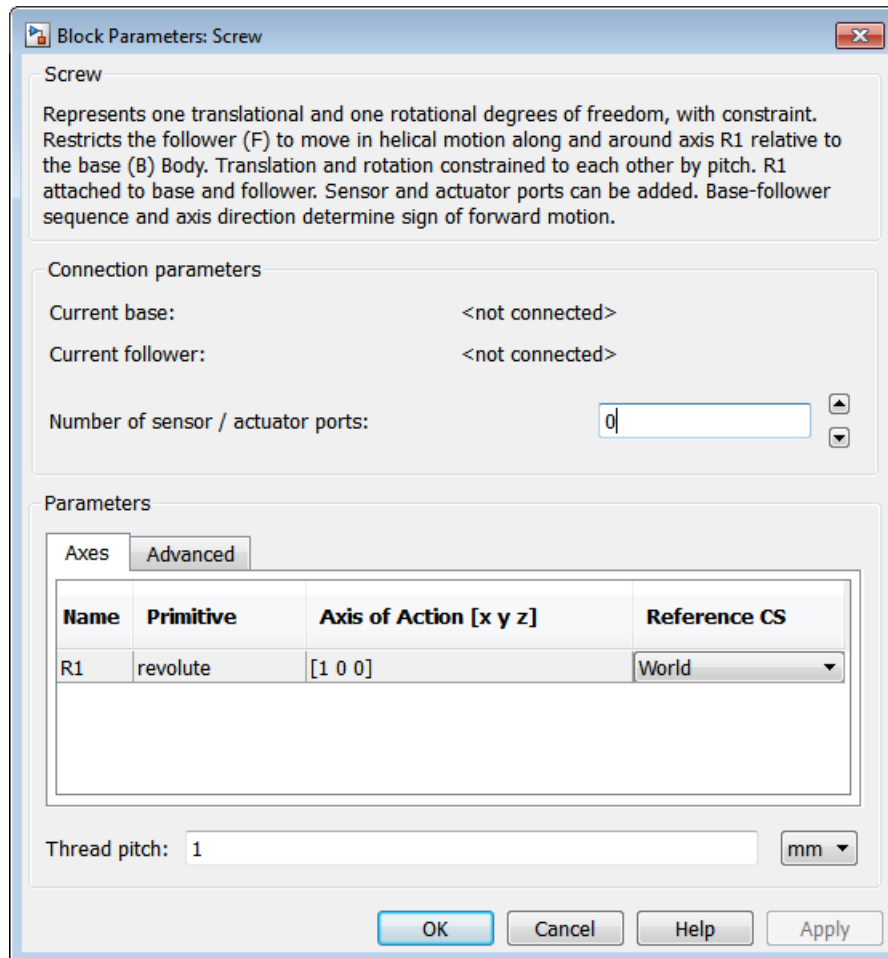 Block Parameters: Screw
Screw
Represents one translational and one rotational degrees of freedom, with constraint.
Restricts the follower (F) to move in helical motion along and around axis R1 relative to
the base (B) Body. Translation and rotation constrained to each other by pitch. R1
attached to base and follower. Sensor and actuator ports can be added. Base-follower
sequence and axis direction determine sign of forward motion.
Connection parameters
Current base: <not connected>
Current follower: <not connected>
Number of sensor / actuator ports: 0
Parameters
Axes Advanced
Name Primitive Axis of Action [x y z] Reference CS
R1 revolute [1 0 0] World
Thread pitch: 1 mm
OK Cancel Help Apply